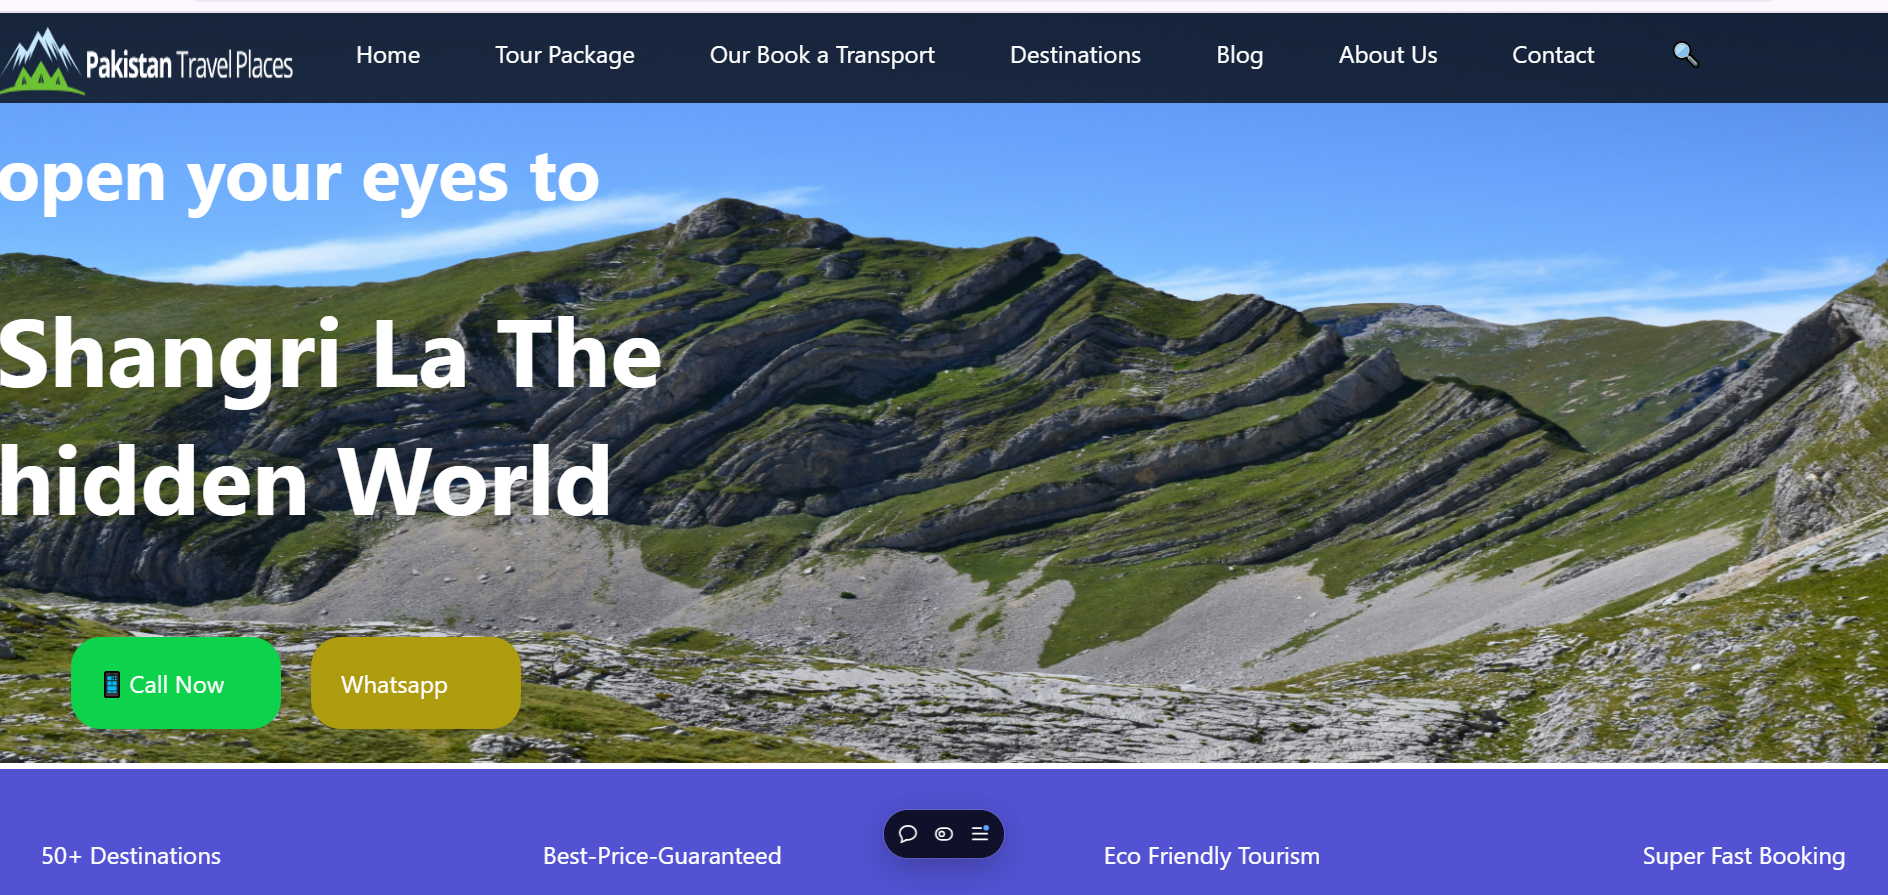 Pakistan Travel Places
Home
Tour Package
Our Book a Transport
Destinations
Blog
About Us
Contact
open your eyes to
Shangri La The
hidden World
Call Now
Whatsapp
50+ Destinations
Best-Price-Guaranteed
Eco Friendly Tourism
Super Fast Booking